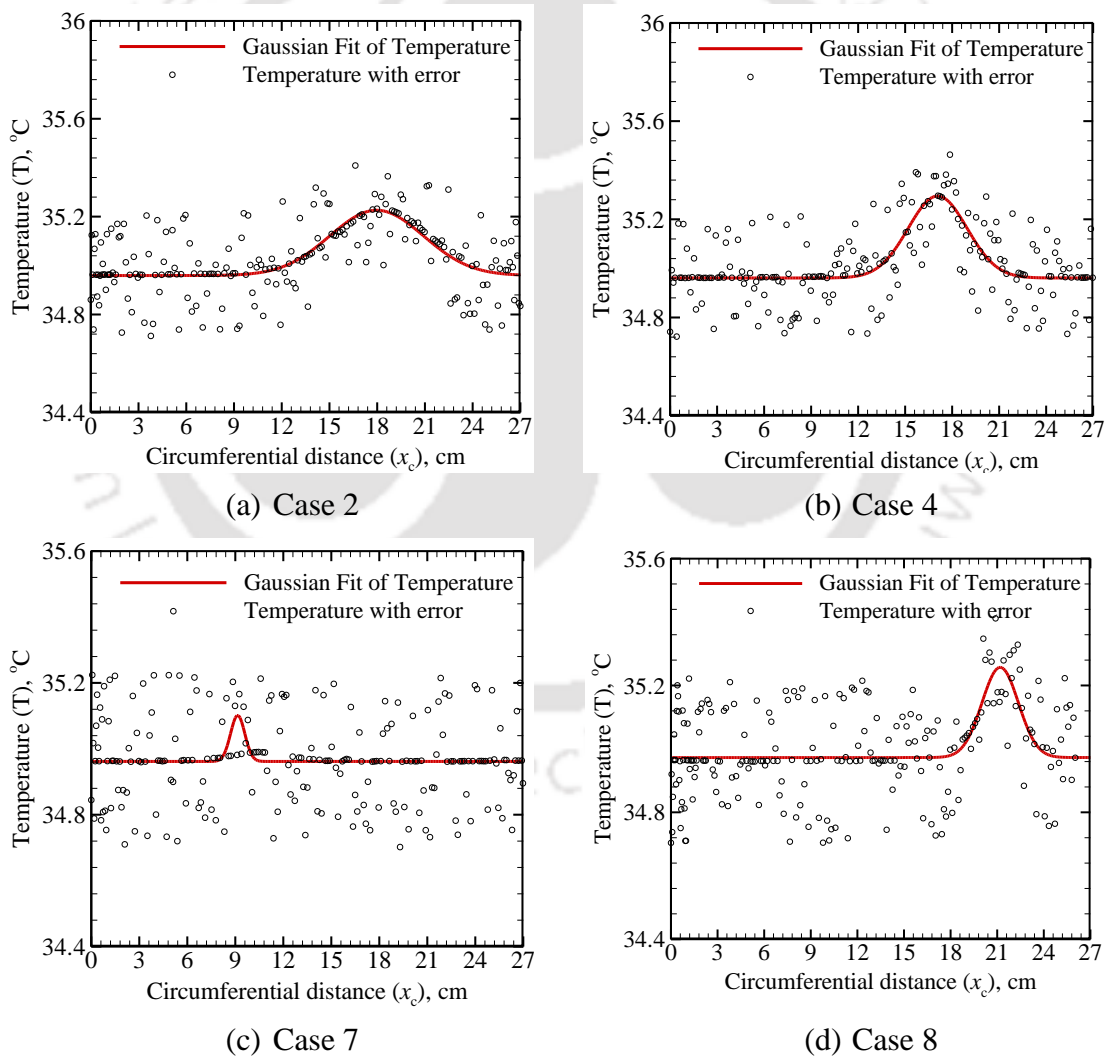 36
35.6
35.2
34.8
34.4
Temperature (T), °C
Gaussian Fit of Temperature
Temperature with error
0 3 6 9 12 15 18 21 24 27
Circumferential distance (x_c), cm
(a) Case 2
36
35.6
35.2
34.8
34.4
Temperature (T), °C
Gaussian Fit of Temperature
Temperature with error
0 3 6 9 12 15 18 21 24 27
Circumferential distance (x_c), cm
(b) Case 4
35.6
35.2
34.8
34.4
Temperature (T), °C
Gaussian Fit of Temperature
Temperature with error
0 3 6 9 12 15 18 21 24 27
Circumferential distance (x_c), cm
(c) Case 7
35.6
35.2
34.8
34.4
Temperature (T), °C
Gaussian Fit of Temperature
Temperature with error
0 3 6 9 12 15 18 21 24 27
Circumferential distance (x_c), cm
(d) Case 8